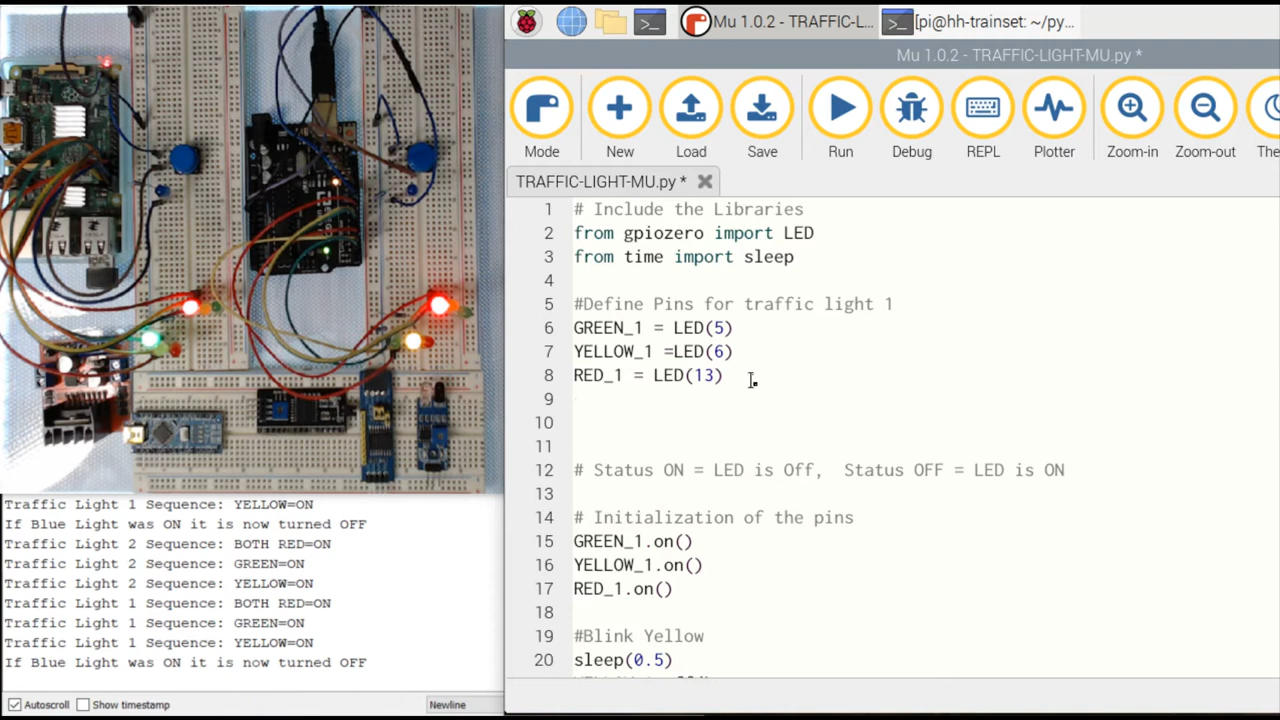 Mu 1.0.2 - TRAFFIC-L...
[pi@hh-trainset: ~/py...
Mu 1.0.2 - TRAFFIC-LIGHT-MU.py *
Mode
New
Load
Save
Run
Debug
REPL
Plotter
Zoom-in
Zoom-out
The
TRAFFIC-LIGHT-MU.py *
1 # Include the Libraries
2 from gpiozero import LED
3 from time import sleep
4
5 #Define Pins for traffic light 1
6 GREEN_1 = LED(5)
7 YELLOW_1 =LED(6)
8 RED_1 = LED(13)
9
10
11
12 # Status ON = LED is Off,  Status OFF = LED is ON
13
14 # Initialization of the pins
15 GREEN_1.on()
16 YELLOW_1.on()
17 RED_1.on()
18
19 #Blink Yellow
20 sleep(0.5)
Traffic Light 1 Sequence: YELLOW=ON
If Blue Light was ON it is now turned OFF
Traffic Light 2 Sequence: BOTH RED=ON
Traffic Light 2 Sequence: GREEN=ON
Traffic Light 2 Sequence: YELLOW=ON
Traffic Light 1 Sequence: BOTH RED=ON
Traffic Light 1 Sequence: GREEN=ON
Traffic Light 1 Sequence: YELLOW=ON
If Blue Light was ON it is now turned OFF
Autoscroll
Show timestamp
Newline